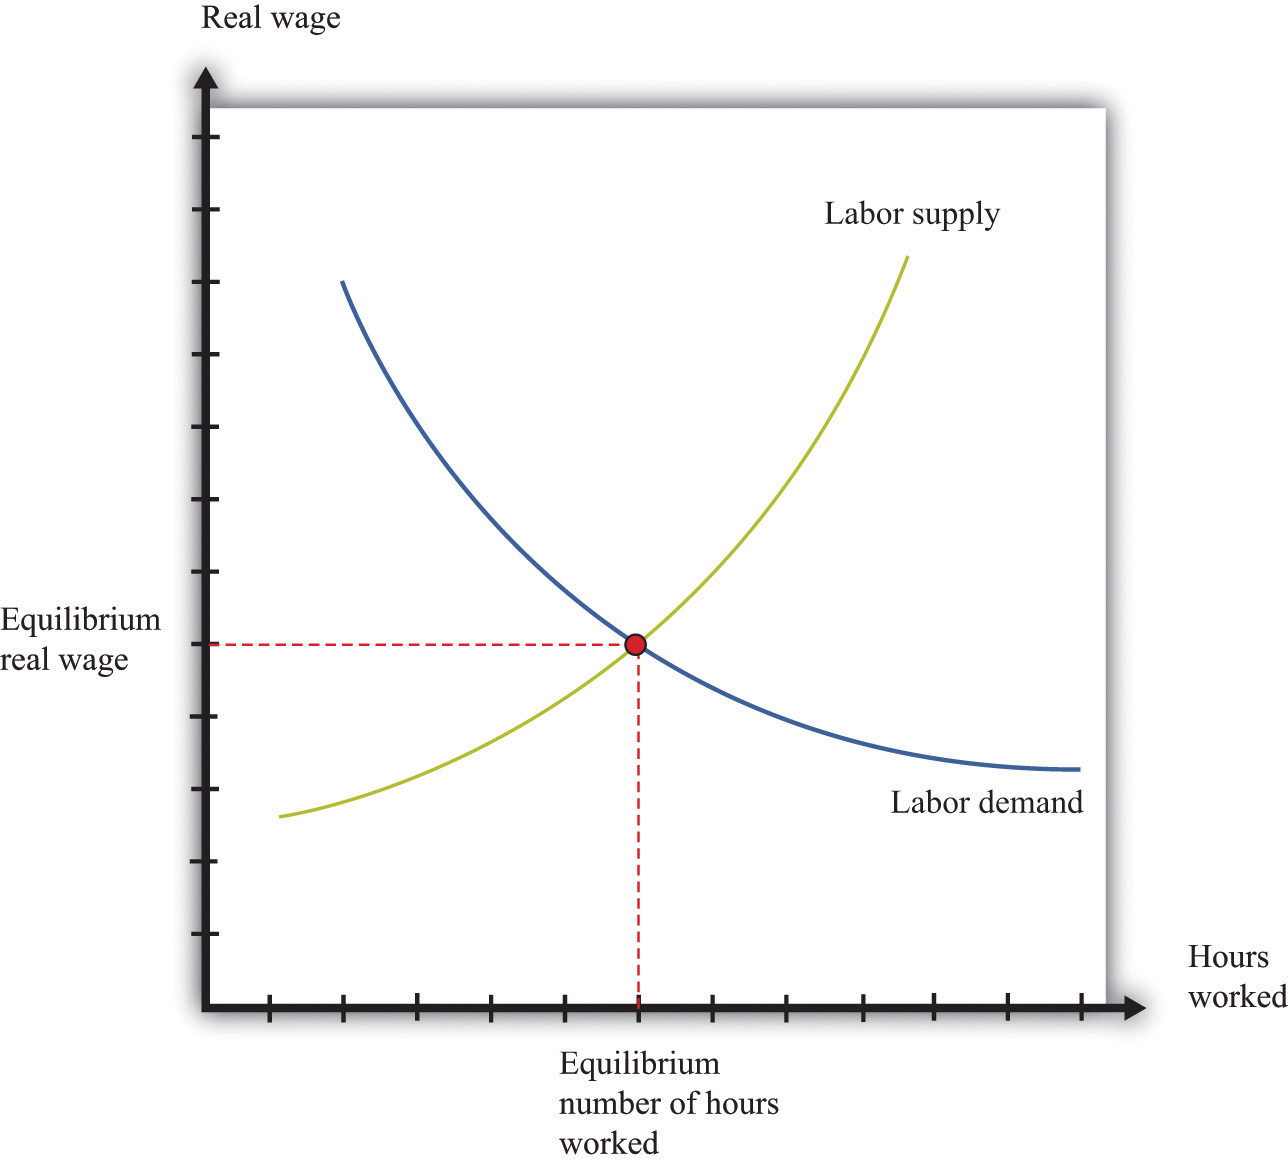 Real wage
Labor supply
Equilibrium
real wage
Labor demand
Hours
worked
Equilibrium
number of hours
worked